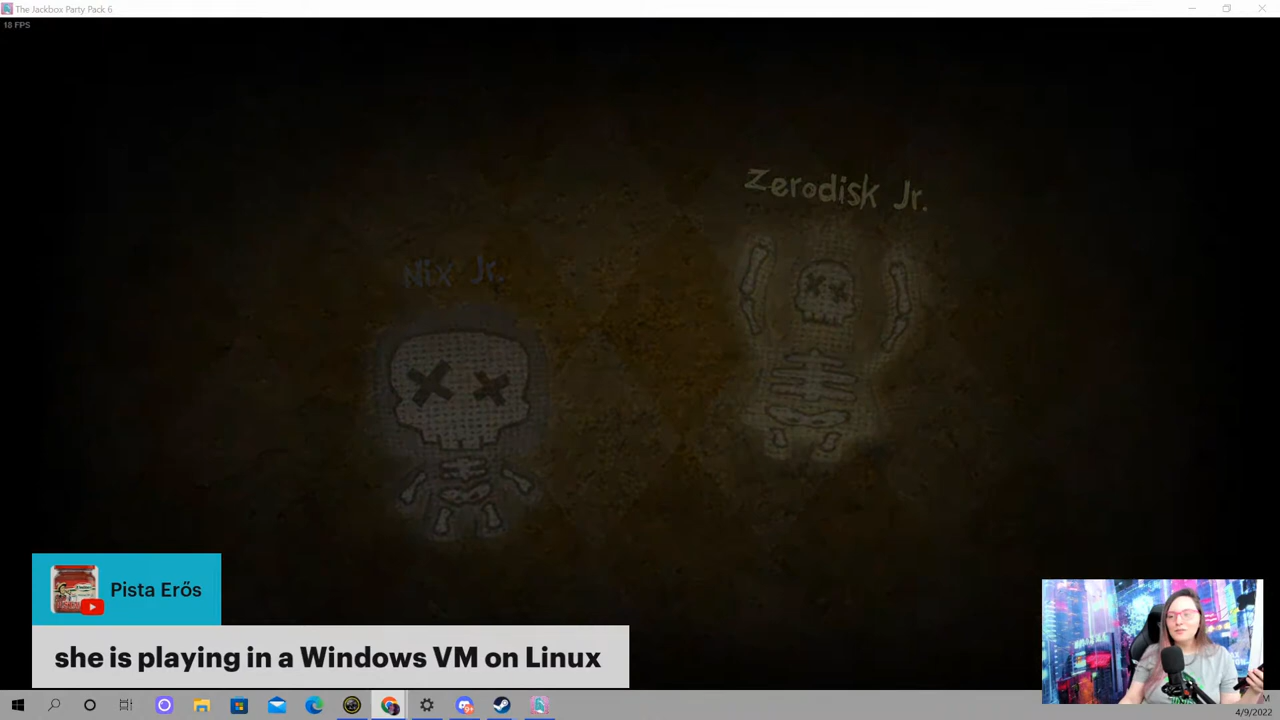 The Jackbox Party Pack 6
18 FPS
Zerodisk Jr.
Nix Jr.
Pista Erős
she is playing in a Windows VM on Linux
4/9/2022